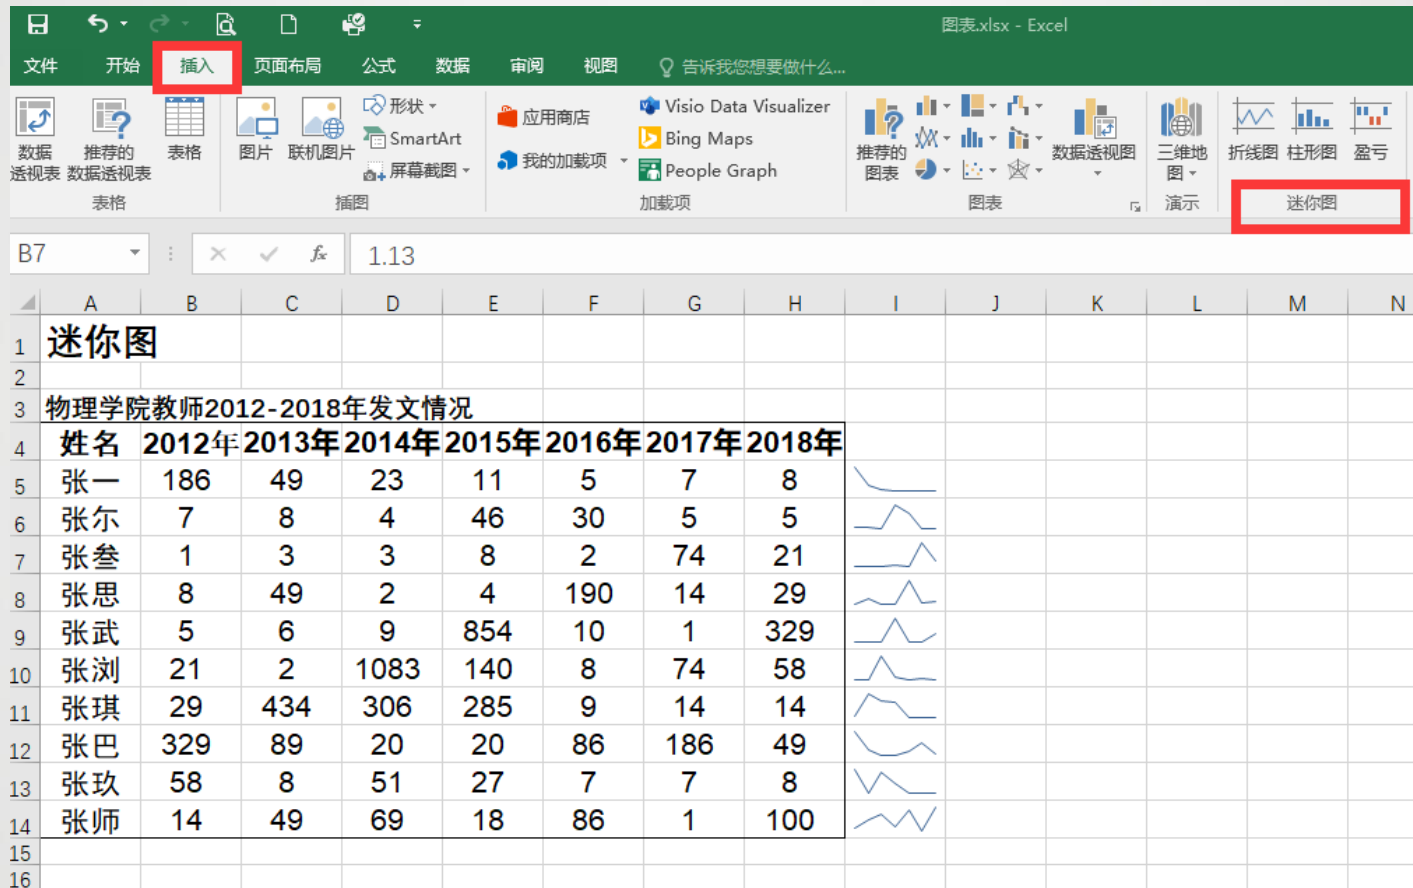 图表.xlsx - Excel
文件 开始 插入 页面布局 公式 数据 审阅 视图 告诉我您想要做什么...
数据透视表 推荐的数据透视表 表格 图片 联机图片 形状 SmartArt 屏幕截图 应用商店 我的加载项 Visio Data Visualizer Bing Maps People Graph 推荐的图表 数据透视图 三维地图 折线图 柱形图 盈亏
表格 插图 加载项 图表 演示 迷你图
B7 fx 1.13
A B C D E F G H I J K L M N
1 迷你图
2
3 物理学院教师2012-2018年发文情况
4 姓名 2012年 2013年 2014年 2015年 2016年 2017年 2018年
5 张一 186 49 23 11 5 7 8
6 张尔 7 8 4 46 30 5 5
7 张叁 1 3 3 8 2 74 21
8 张思 8 49 2 4 190 14 29
9 张武 5 6 9 854 10 1 329
10 张浏 21 2 1083 140 8 74 58
11 张琪 29 434 306 285 9 14 14
12 张巴 329 89 20 20 86 186 49
13 张玖 58 8 51 27 7 7 8
14 张师 14 49 69 18 86 1 100
15
16